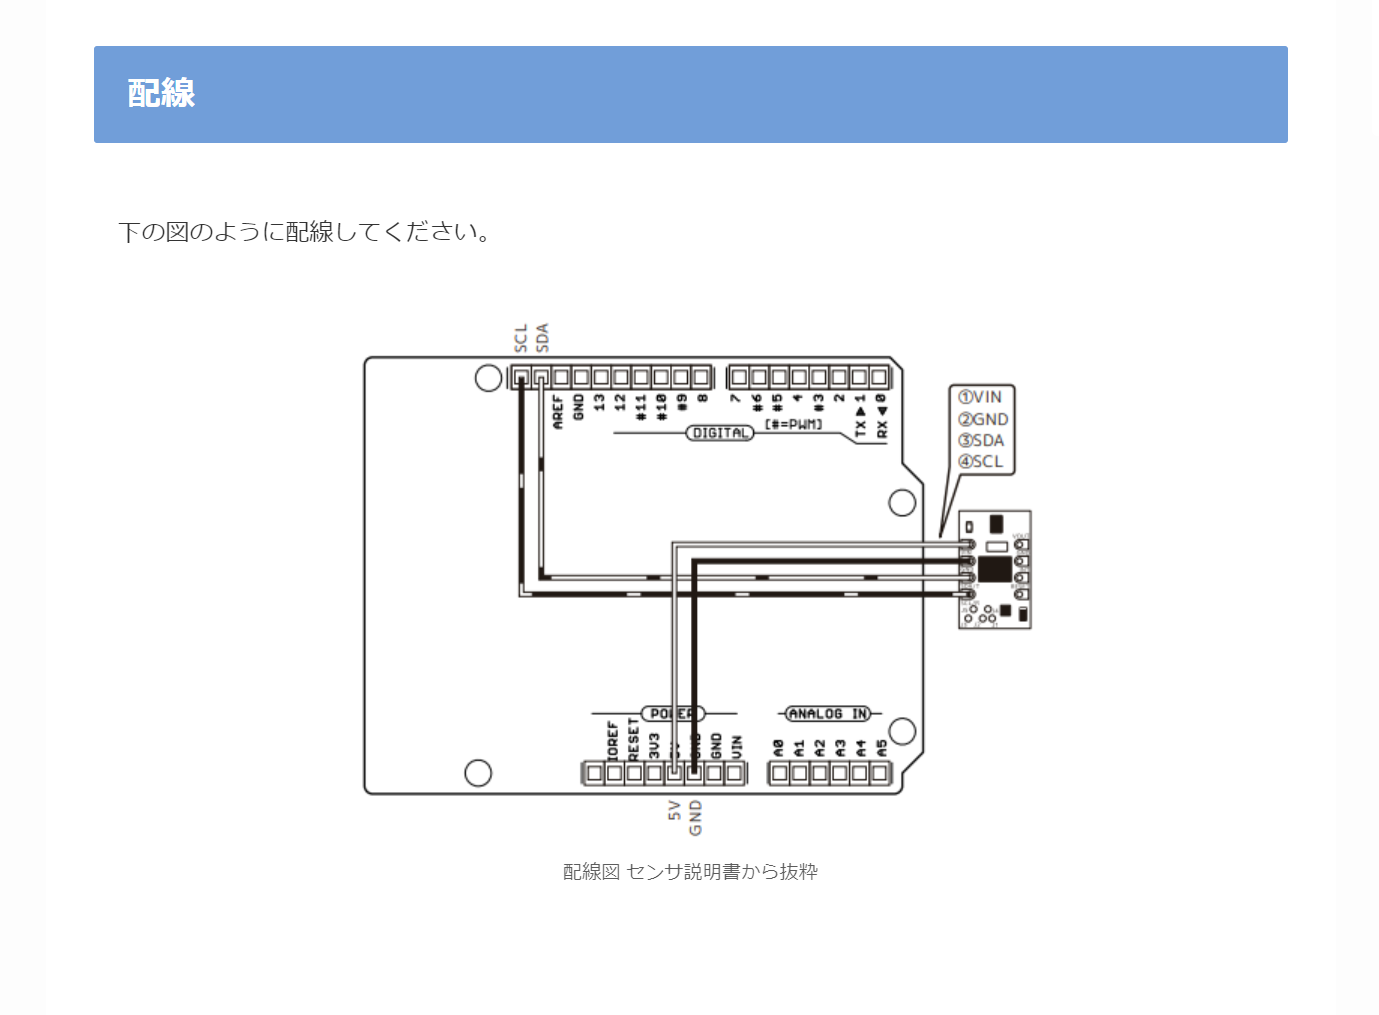 配線
下の図のように配線してください。
SCL
SDA
AREF
GND
13
12
#11
#10
#9
8
7
#6
#5
4
#3
2
TX▶1
RX◀0
DIGITAL
[#=PWM]
①VIN
②GND
③SDA
④SCL
POWER
ANALOG IN
IOREF
RESET
3V3
GND
VIN
A0
A1
A2
A3
A4
A5
5V
GND
配線図 センサ説明書から抜粋